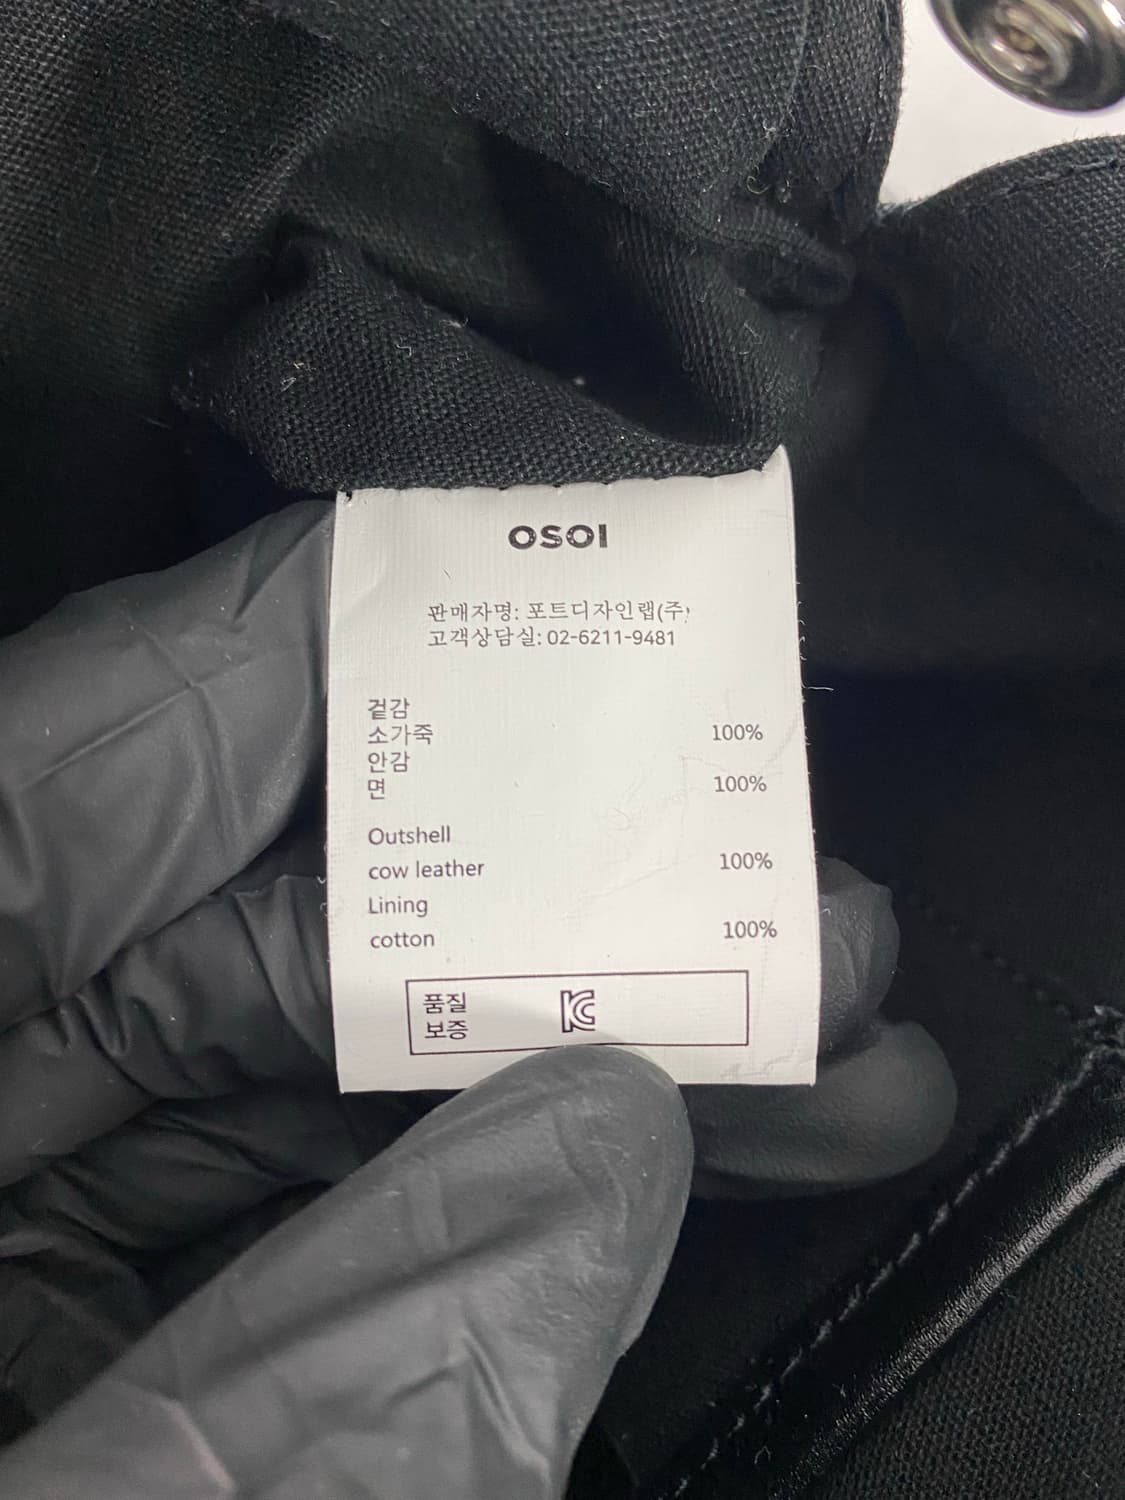 OSOI
판매자명: 포트디자인랩(주)
고객상담실: 02-6211-9481
겉감
소가죽 100%
안감
면 100%
Outshell
cow leather 100%
Lining
cotton 100%
품질
보증
KC